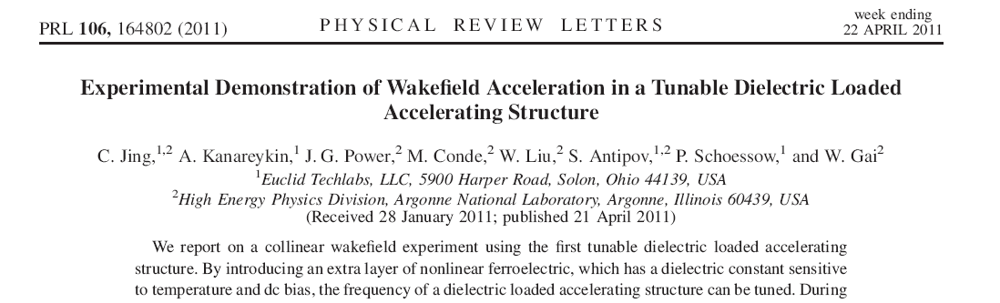 PRL 106, 164802 (2011) PHYSICAL REVIEW LETTERS week ending 22 APRIL 2011
Experimental Demonstration of Wakefield Acceleration in a Tunable Dielectric Loaded
Accelerating Structure
C. Jing,1,2 A. Kanareykin,1 J. G. Power,2 M. Conde,2 W. Liu,2 S. Antipov,1,2 P. Schoessow,1 and W. Gai2
1Euclid Techlabs, LLC, 5900 Harper Road, Solon, Ohio 44139, USA
2High Energy Physics Division, Argonne National Laboratory, Argonne, Illinois 60439, USA
(Received 28 January 2011; published 21 April 2011)
We report on a collinear wakefield experiment using the first tunable dielectric loaded accelerating
structure. By introducing an extra layer of nonlinear ferroelectric, which has a dielectric constant sensitive
to temperature and dc bias, the frequency of a dielectric loaded accelerating structure can be tuned. During